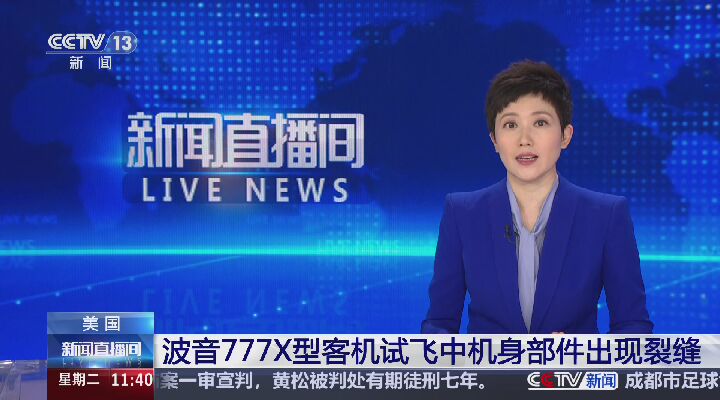 CCTV 13
新闻
新闻直播间
LIVE NEWS
美国
新闻直播间
波音777X型客机试飞中机身部件出现裂缝
星期二 11:40
案一审宣判，黄松被判处有期徒刑七年。 CCTV新闻 成都市足球